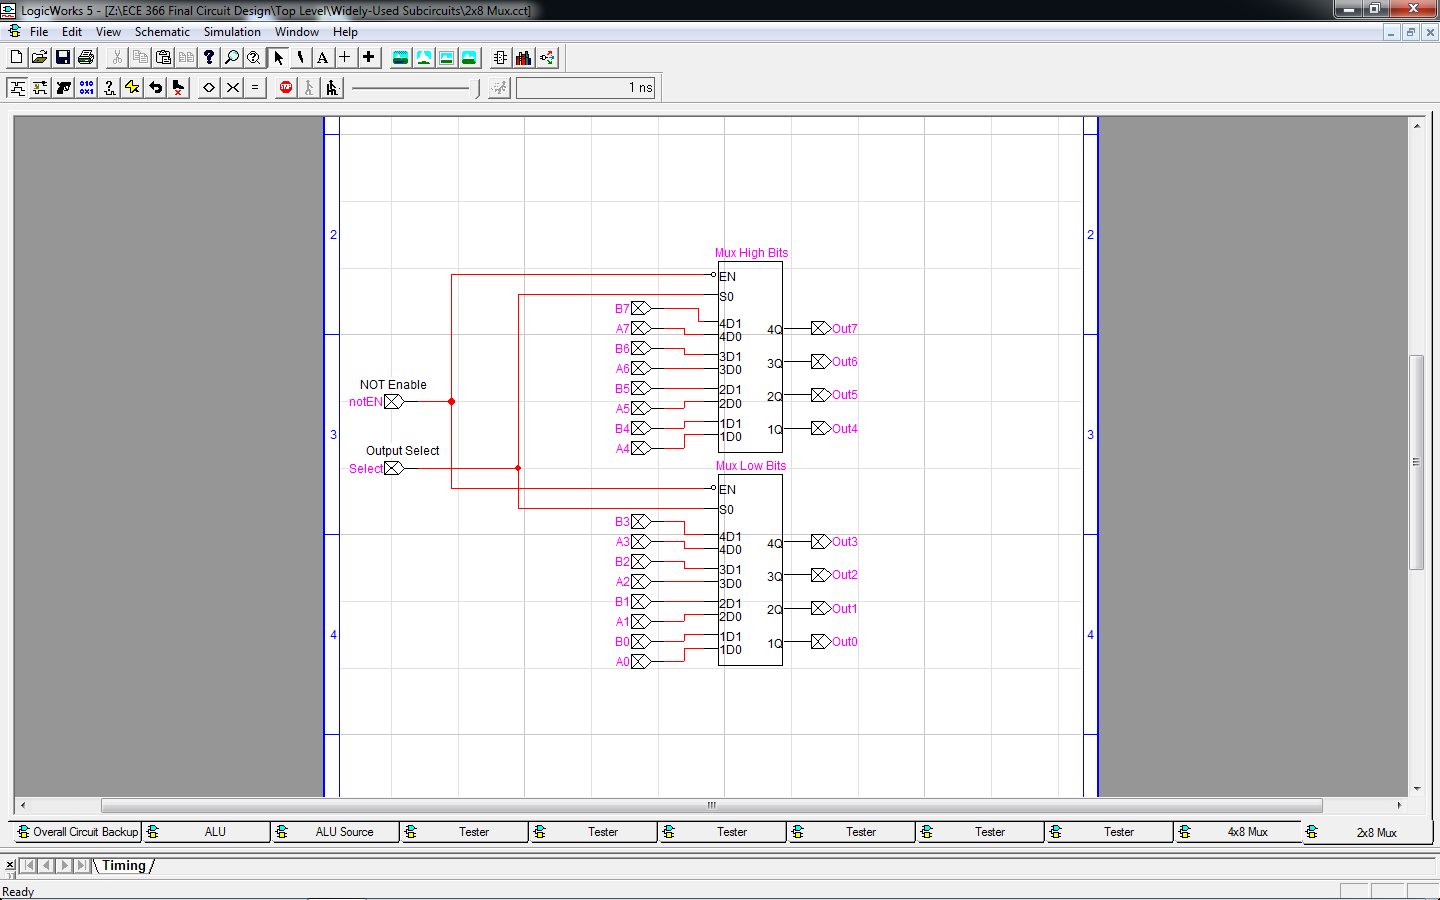 LogicWorks 5 - [Z:\ECE 366 Final Circuit Design\Top Level\Widely-Used Subcircuits\2x8 Mux.cct]
File Edit View Schematic Simulation Window Help
1 ns
2 2
Mux High Bits
EN
S0
B7
A7 4D1 4Q Out7
4D0
B6 3D1
A6 3D0 3Q Out6
B5 2D1
A5 2D0 2Q Out5
B4 1D1
1D0 1Q Out4
A4
NOT Enable
notEN
3 3
Output Select
Select
Mux Low Bits
EN
S0
B3
A3 4D1 4Q Out3
4D0
B2 3D1
A2 3D0 3Q Out2
B1 2D1
A1 2D0 2Q Out1
B0 1D1
1D0 1Q Out0
A0
4 4
Overall Circuit Backup ALU ALU Source Tester Tester Tester Tester Tester Tester 4x8 Mux 2x8 Mux
Timing
Ready